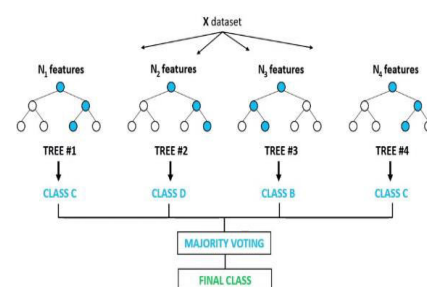 X dataset
N1 features
N2 features
N3 features
N4 features
TREE #1
TREE #2
TREE #3
TREE #4
CLASS C
CLASS D
CLASS B
CLASS C
MAJORITY VOTING
FINAL CLASS